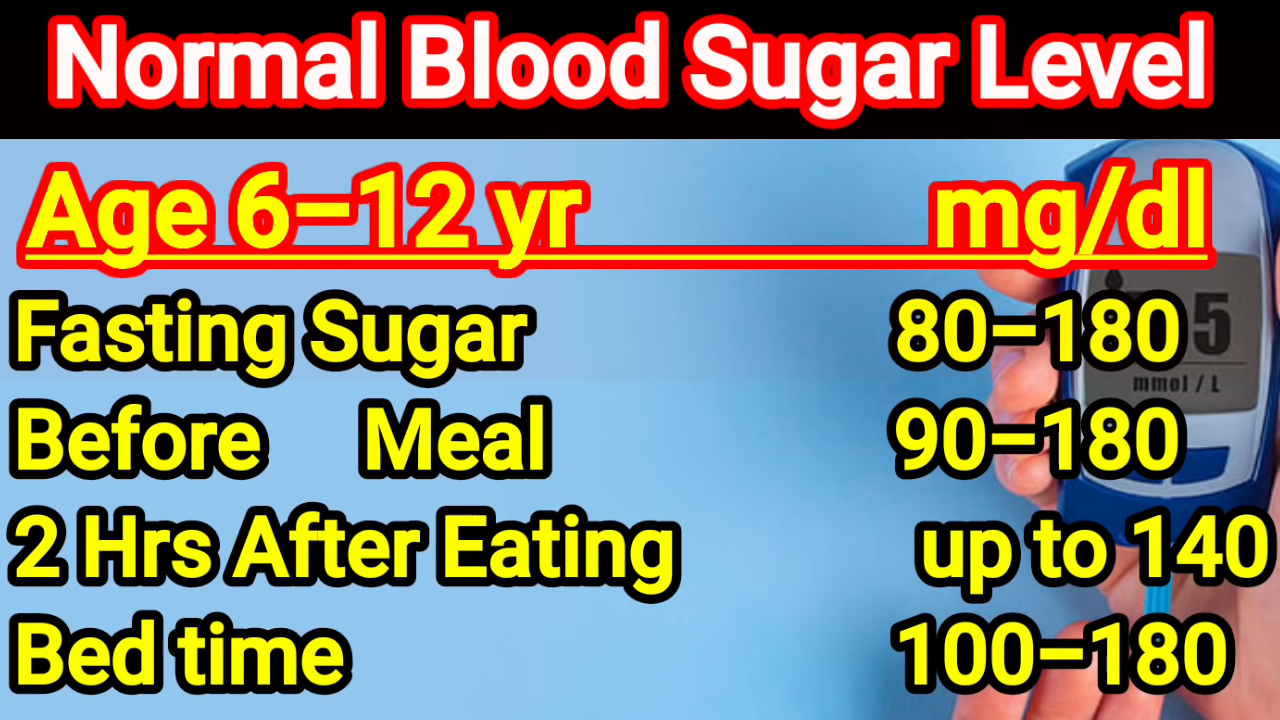 Normal Blood Sugar Level
Age 6–12 yr mg/dl
Fasting Sugar 80–180
5
mmol / L
Before Meal 90–180
2 Hrs After Eating up to 140
Bed time 100–180